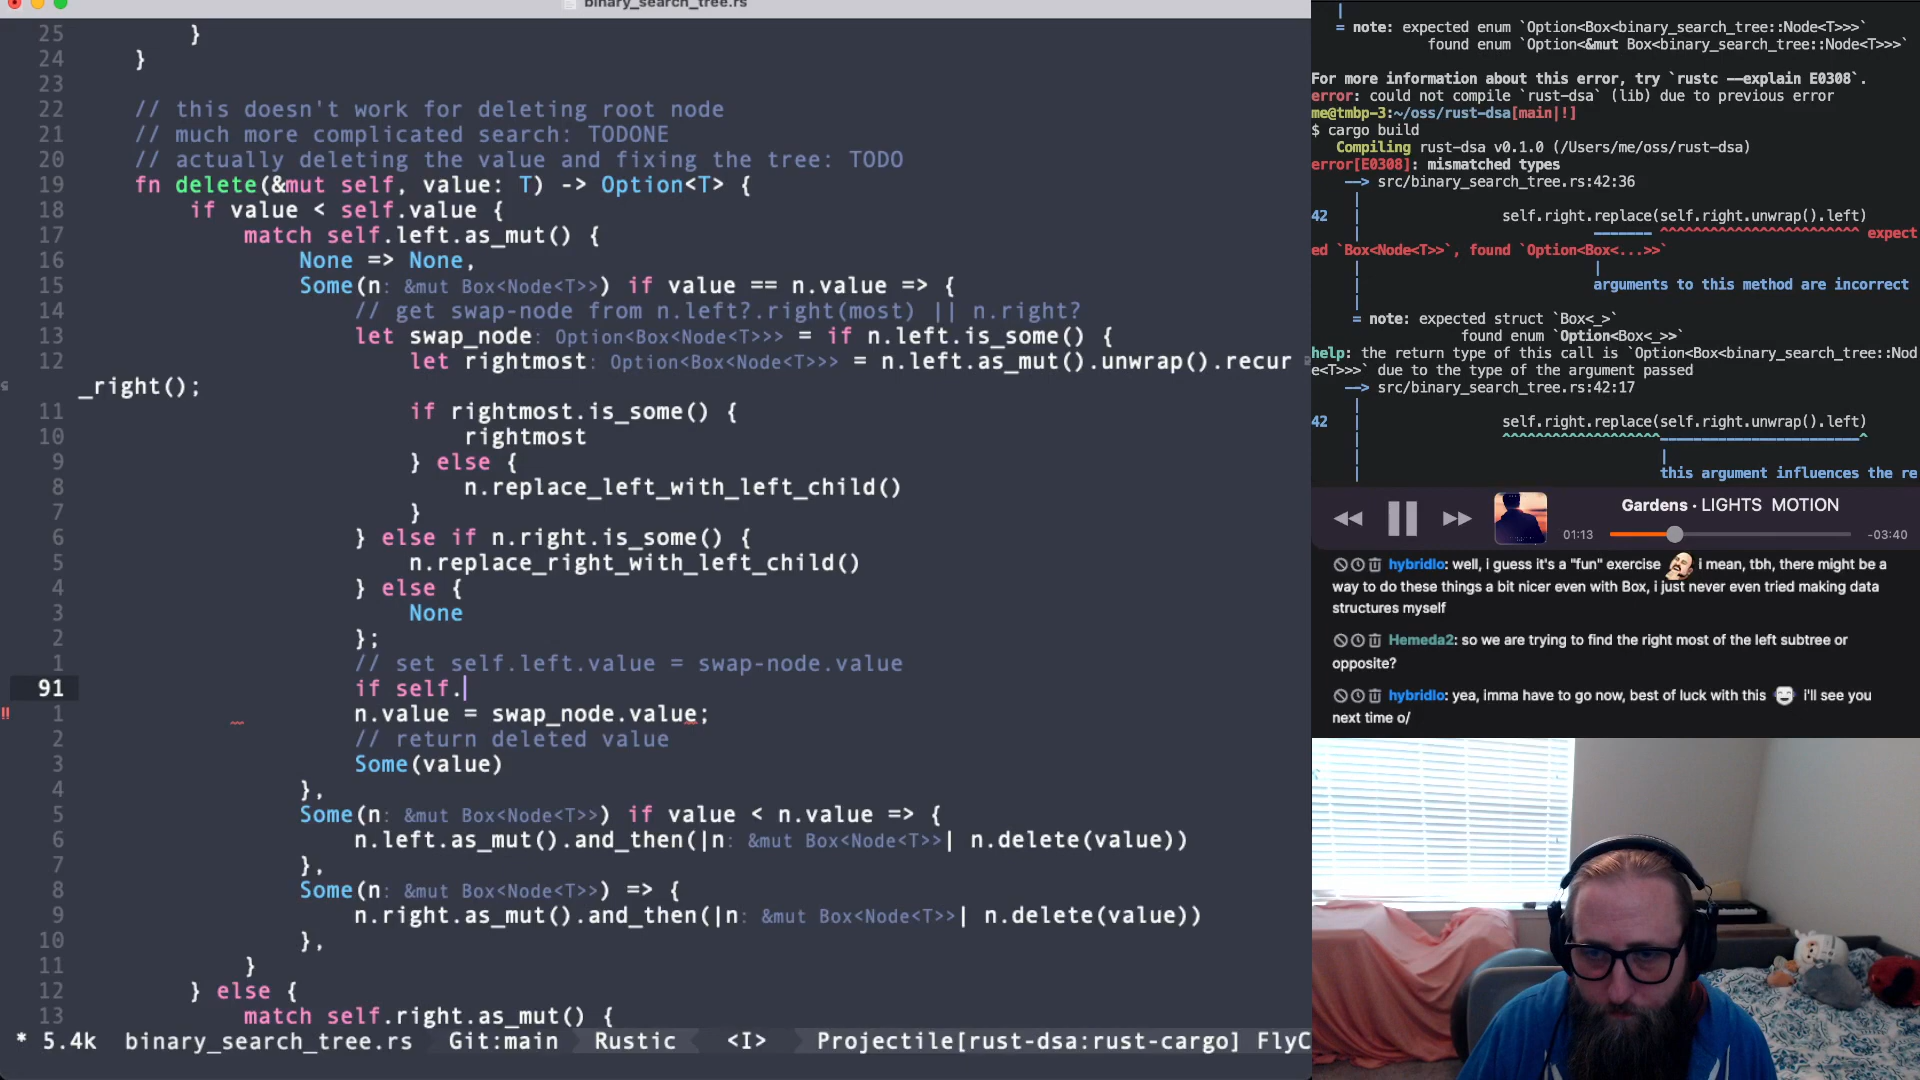 binary_search_tree.rs
25 }
24 }
23
22 // this doesn't work for deleting root node
21 // much more complicated search: TODONE
20 // actually deleting the value and fixing the tree: TODO
19 fn delete(&mut self, value: T) -> Option<T> {
18 if value < self.value {
17 match self.left.as_mut() {
16 None => None,
15 Some(n: &mut Box<Node<T>>) if value == n.value => {
14 // get swap-node from n.left?.right(most) || n.right?
13 let swap_node: Option<Box<Node<T>>> = if n.left.is_some() {
12 let rightmost: Option<Box<Node<T>>> = n.left.as_mut().unwrap().recur
_right();
11 if rightmost.is_some() {
10 rightmost
9 } else {
8 n.replace_left_with_left_child()
7 }
6 } else if n.right.is_some() {
5 n.replace_right_with_left_child()
4 } else {
3 None
2 };
1 // set self.left.value = swap-node.value
91 if self.
1 n.value = swap_node.value;
2 // return deleted value
3 Some(value)
4 },
5 Some(n: &mut Box<Node<T>>) if value < n.value => {
6 n.left.as_mut().and_then(|n: &mut Box<Node<T>>| n.delete(value))
7 },
8 Some(n: &mut Box<Node<T>>) => {
9 n.right.as_mut().and_then(|n: &mut Box<Node<T>>| n.delete(value))
10 },
11 }
12 } else {
13 match self.right.as_mut() {
* 5.4k binary_search_tree.rs Git:main Rustic <I> Projectile[rust-dsa:rust-cargo] FlyC
|
= note: expected enum `Option<Box<binary_search_tree::Node<T>>>`
found enum `Option<&mut Box<binary_search_tree::Node<T>>>`
For more information about this error, try `rustc --explain E0308`.
error: could not compile `rust-dsa` (lib) due to previous error
me@tmbp-3:~/oss/rust-dsa[main|!]
$ cargo build
Compiling rust-dsa v0.1.0 (/Users/me/oss/rust-dsa)
error[E0308]: mismatched types
--> src/binary_search_tree.rs:42:36
|
42 | self.right.replace(self.right.unwrap().left)
| ------- ^^^^^^^^^^^^^^^^^^^^^^^^ expect
ed `Box<Node<T>>`, found `Option<Box<...>>`
| |
| arguments to this method are incorrect
|
= note: expected struct `Box<_>`
found enum `Option<Box<_>>`
help: the return type of this call is `Option<Box<binary_search_tree::Nod
e<T>>>` due to the type of the argument passed
--> src/binary_search_tree.rs:42:17
|
42 | self.right.replace(self.right.unwrap().left)
| ^^^^^^^^^^^^^^^^^^^------------------------^
| |
| this argument influences the re
Gardens · LIGHTS MOTION
01:13 -03:40
hybridlo: well, i guess it's a "fun" exercise i mean, tbh, there might be a
way to do these things a bit nicer even with Box, i just never even tried making data
structures myself
Hemeda2: so we are trying to find the right most of the left subtree or
opposite?
hybridlo: yea, imma have to go now, best of luck with this i'll see you
next time o/